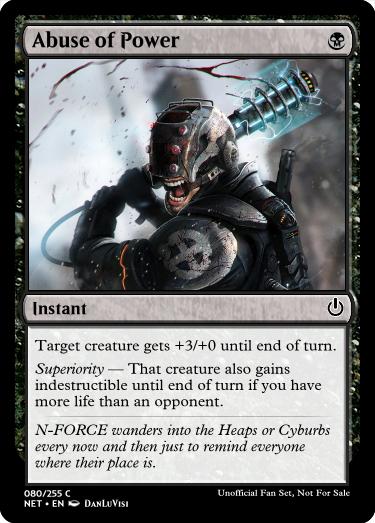 Abuse of Power
Instant
Target creature gets +3/+0 until end of turn.
Superiority — That creature also gains
indestructible until end of turn if you have
more life than an opponent.
N-FORCE wanders into the Heaps or Cyburbs
every now and then just to remind everyone
where their place is.
080/255 C
NET • EN DanLuVisi
Unofficial Fan Set, Not For Sale